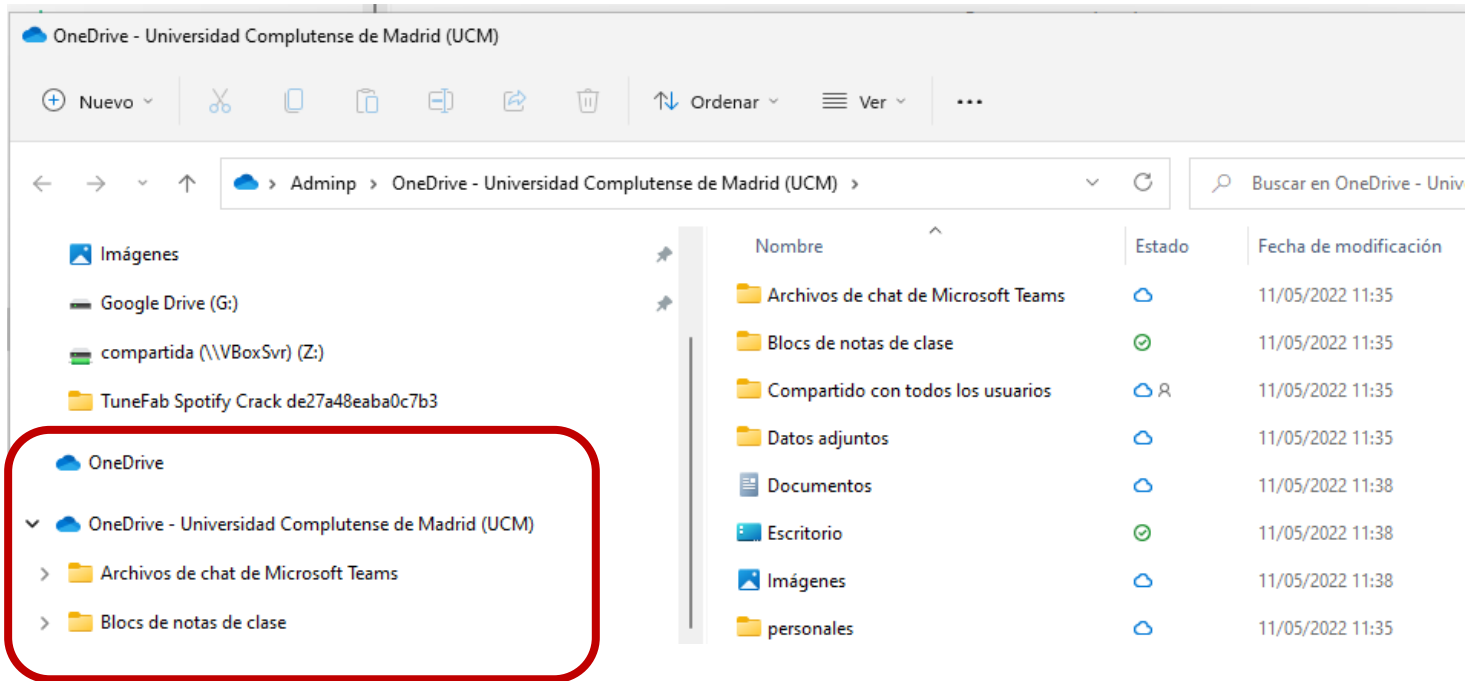 OneDrive - Universidad Complutense de Madrid (UCM)
Nuevo Ordenar Ver
Adminp > OneDrive - Universidad Complutense de Madrid (UCM) > Buscar en OneDrive - Univ
Imágenes
Google Drive (G:)
compartida (\\VBoxSvr) (Z:)
TuneFab Spotify Crack de27a48eaba0c7b3
OneDrive
OneDrive - Universidad Complutense de Madrid (UCM)
Archivos de chat de Microsoft Teams
Blocs de notas de clase
Nombre Estado Fecha de modificación
Archivos de chat de Microsoft Teams 11/05/2022 11:35
Blocs de notas de clase 11/05/2022 11:35
Compartido con todos los usuarios 11/05/2022 11:35
Datos adjuntos 11/05/2022 11:35
Documentos 11/05/2022 11:38
Escritorio 11/05/2022 11:38
Imágenes 11/05/2022 11:38
personales 11/05/2022 11:35